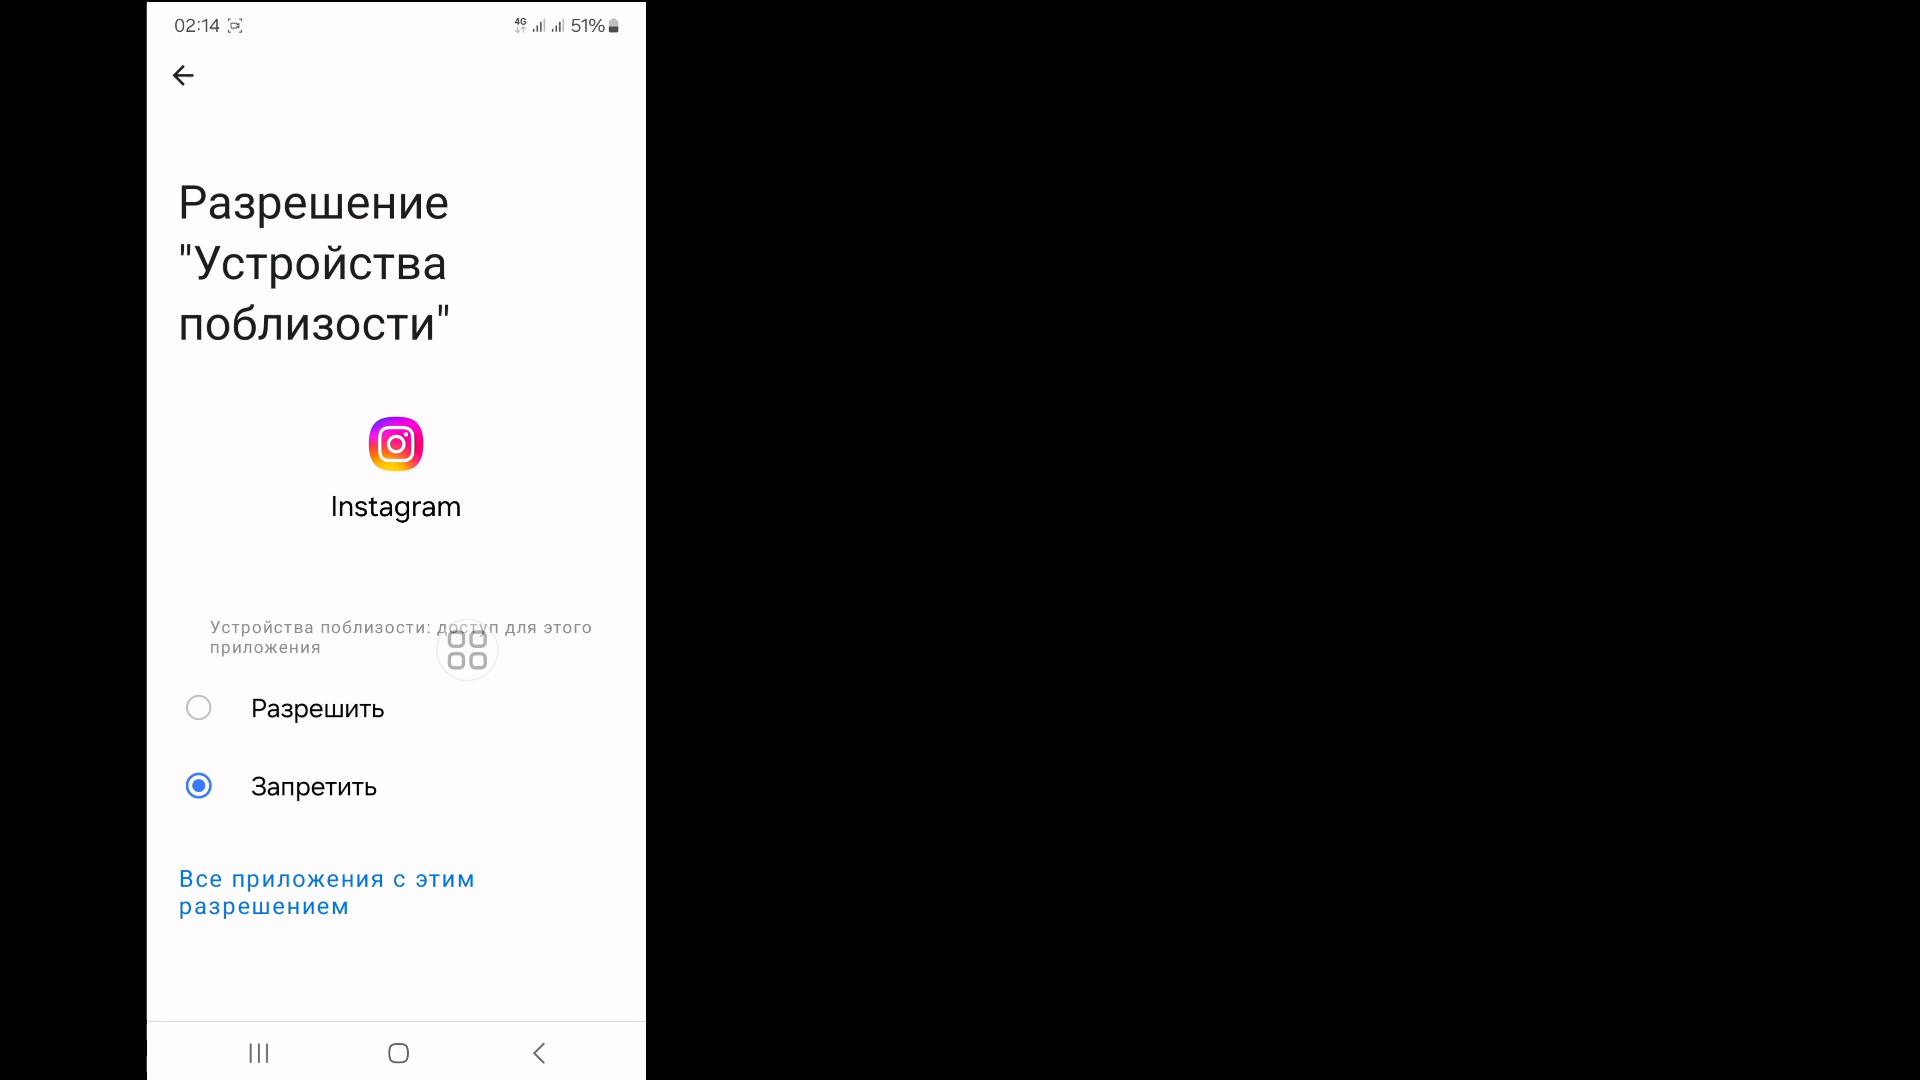 02:14
4G 51%
Разрешение
"Устройства
поблизости"
Instagram
Устройства поблизости: доступ для этого
приложения
Разрешить
Запретить
Все приложения с этим
разрешением